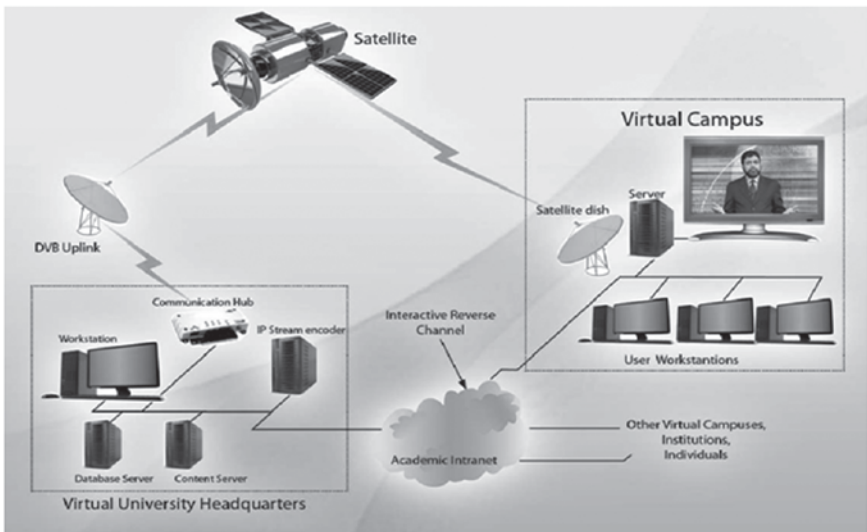 Satellite
Virtual Campus
Server
Satellite dish
DVB Uplink
Communication Hub
Interactive Reverse
Channel
Workstation
IP Stream encoder
User Workstantions
Other Virtual Campuses,
Institutions,
Individuals
Academic Intranet
Database Server
Content Server
Virtual University Headquarters